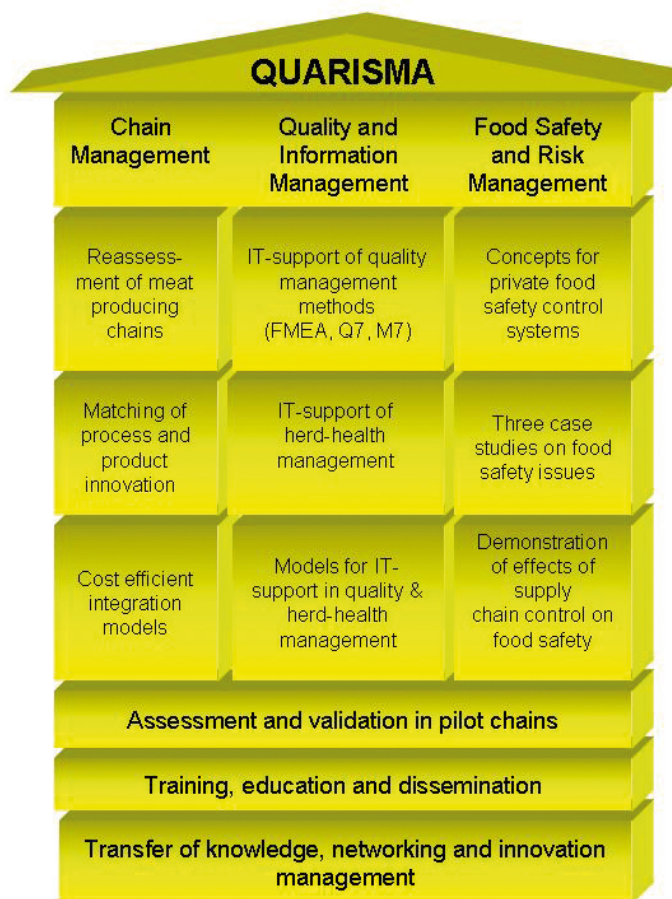 QUARISMA
Chain
Management
Quality and
Information
Management
Food Safety
and Risk
Management
Reassess-
ment of meat
producing
chains
IT-support of quality
management
methods
(FMEA, Q7, M7)
Concepts for
private food
safety control
systems
Matching of
process and
product
innovation
IT-support of
herd-health
management
Three case
studies on food
safety issues
Cost efficient
integration
models
Models for IT-
support in quality &
herd-health
management
Demonstration
of effects of
supply
chain control on
food safety
Assessment and validation in pilot chains
Training, education and dissemination
Transfer of knowledge, networking and innovation
management